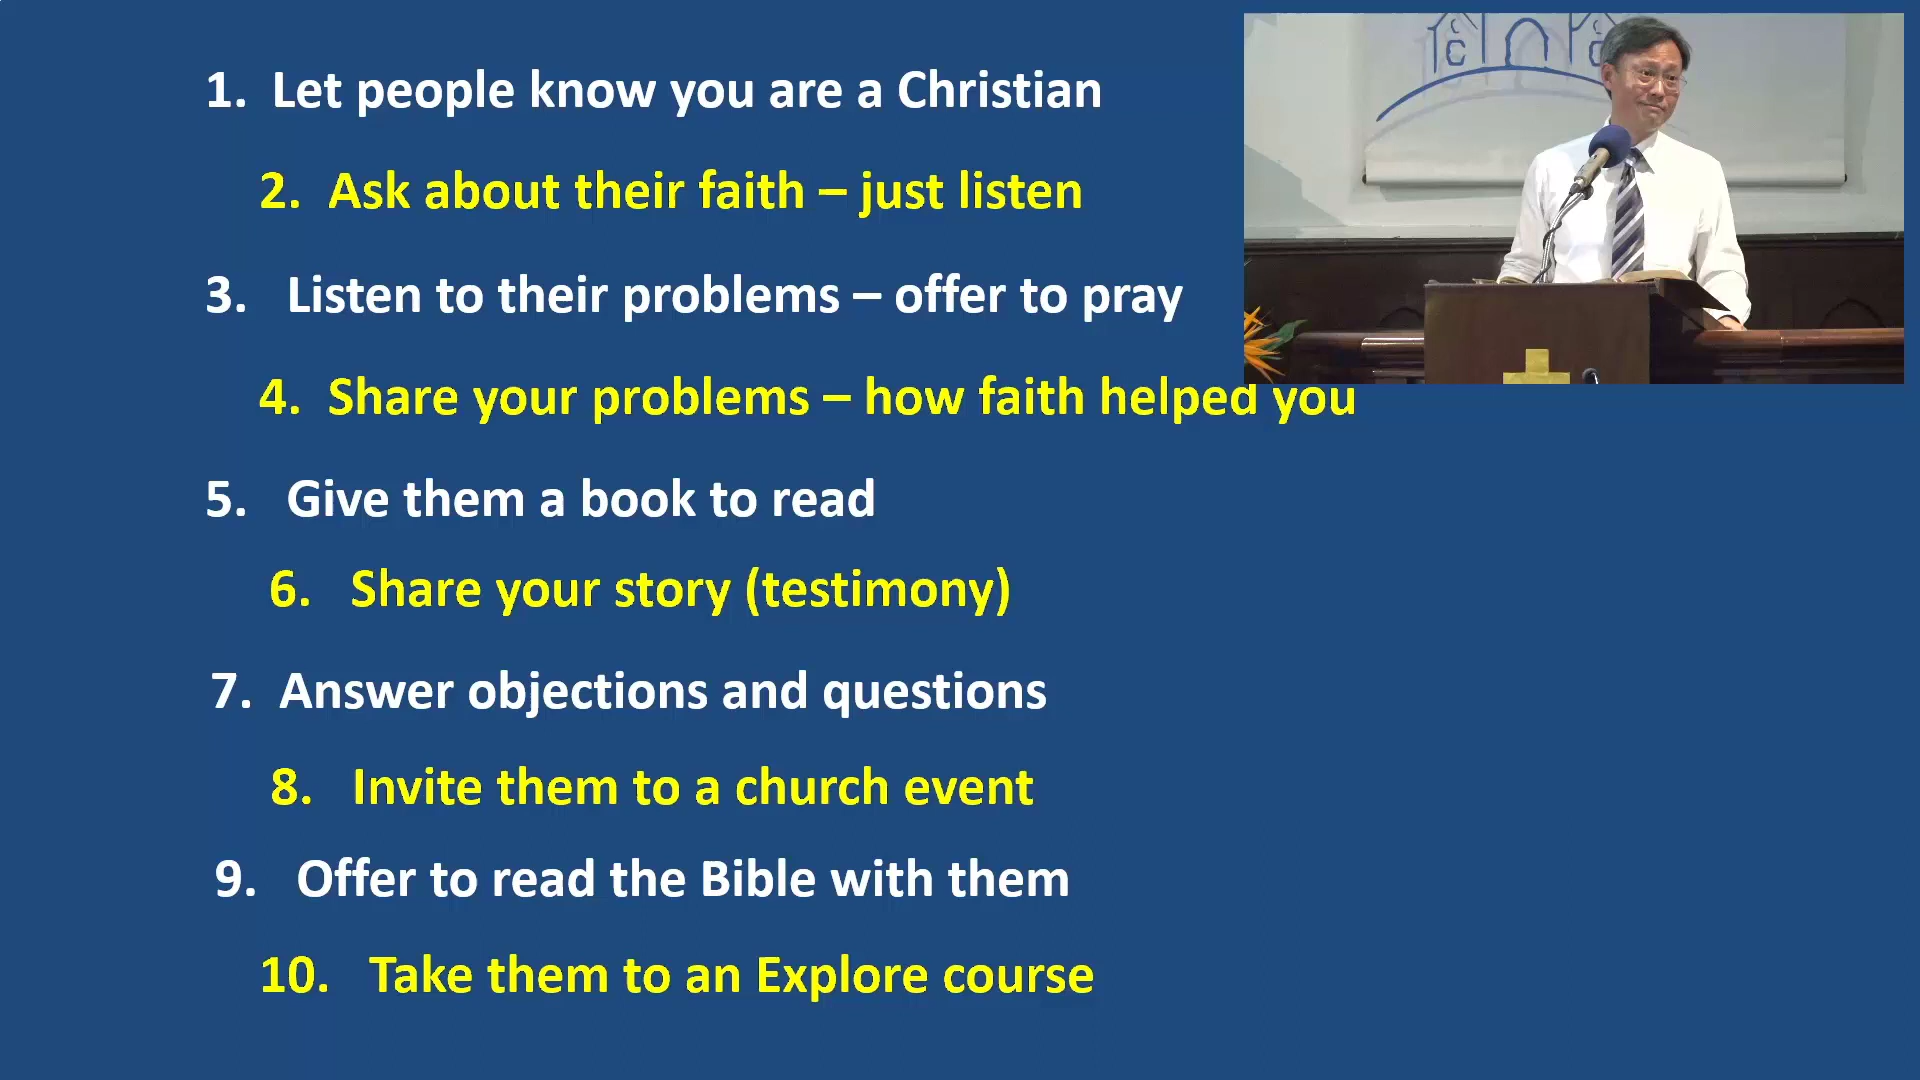 1. Let people know you are a Christian
2. Ask about their faith – just listen
3. Listen to their problems – offer to pray
4. Share your problems – how faith helped you
5. Give them a book to read
6. Share your story (testimony)
7. Answer objections and questions
8. Invite them to a church event
9. Offer to read the Bible with them
10. Take them to an Explore course